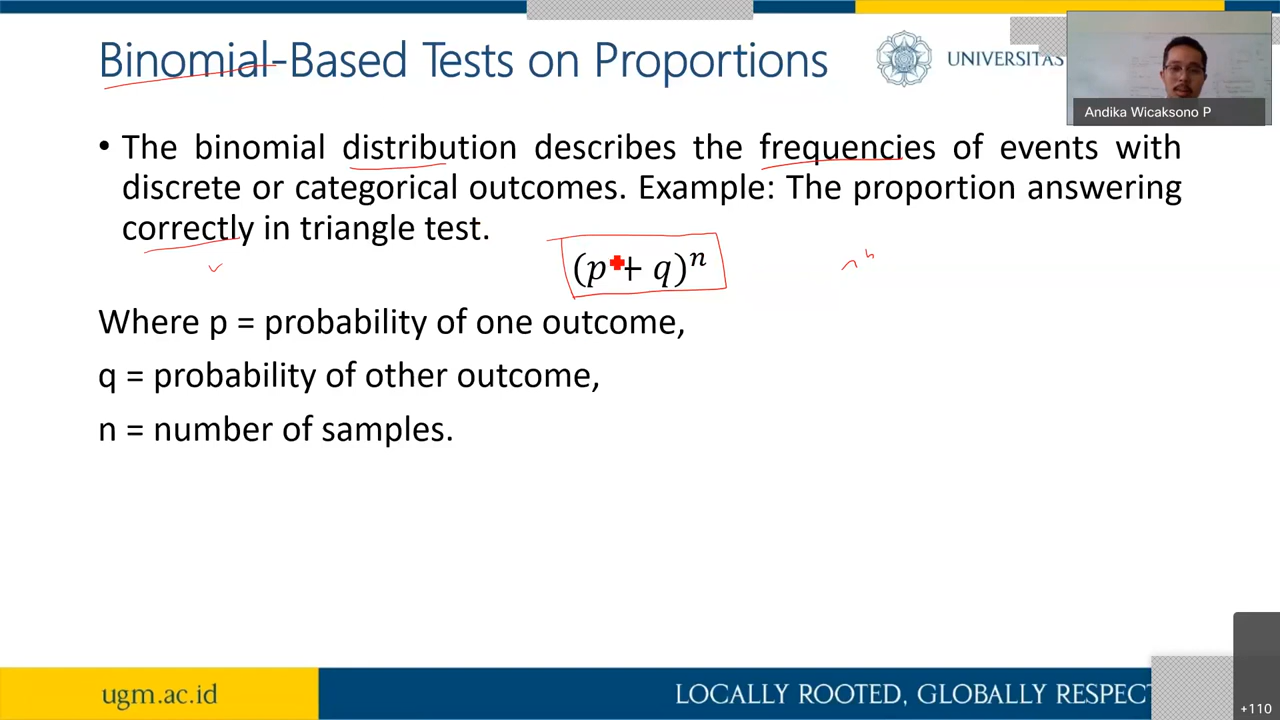 Binomial-Based Tests on Proportions
UNIVERSITAS
Andika Wicaksono P
• The binomial distribution describes the frequencies of events with
discrete or categorical outcomes. Example: The proportion answering
correctly in triangle test.
(p + q)ⁿ
Where p = probability of one outcome,
q = probability of other outcome,
n = number of samples.
ugm.ac.id
LOCALLY ROOTED, GLOBALLY RESPEC
+110